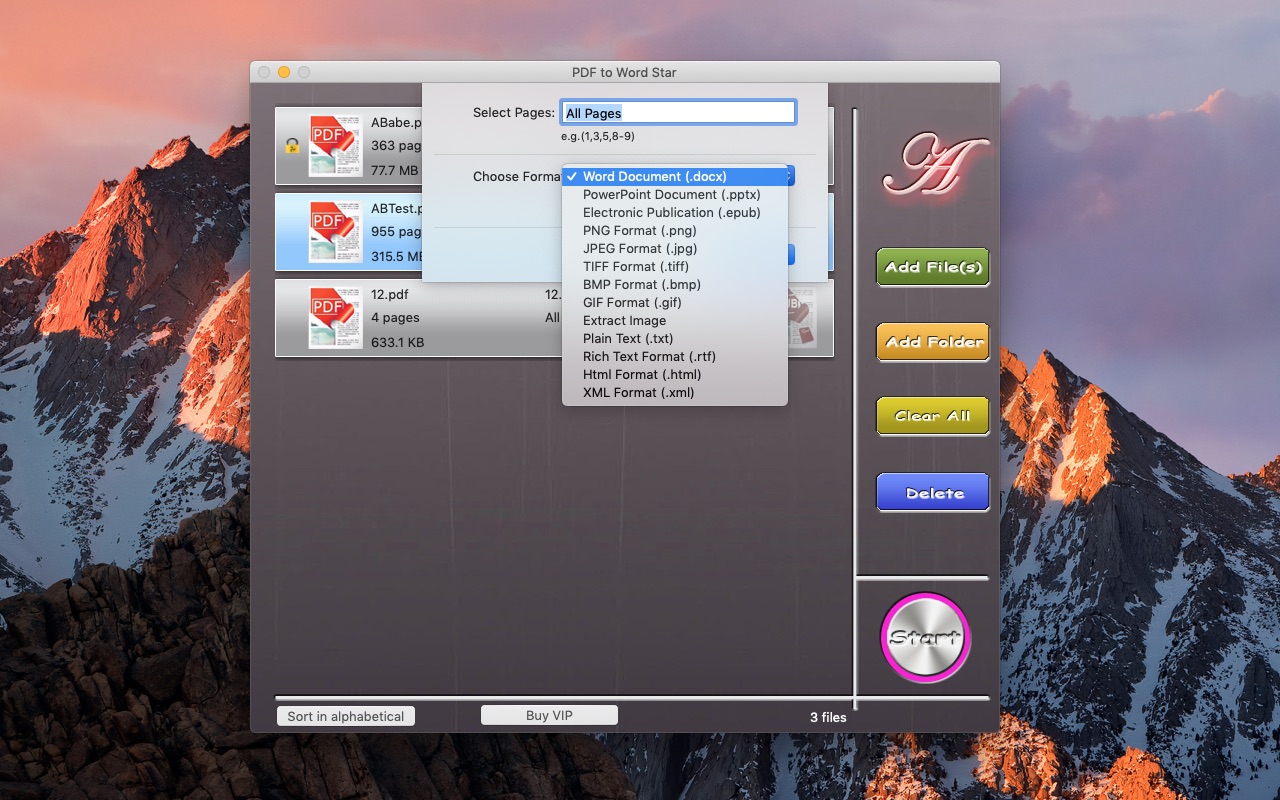 PDF to Word Star
Select Pages: All Pages
e.g.(1,3,5,8-9)
Choose Forma
Word Document (.docx)
PowerPoint Document (.pptx)
Electronic Publication (.epub)
PNG Format (.png)
JPEG Format (.jpg)
TIFF Format (.tiff)
BMP Format (.bmp)
GIF Format (.gif)
Extract Image
Plain Text (.txt)
Rich Text Format (.rtf)
Html Format (.html)
XML Format (.xml)
PDF
ABabe.p
363 pag
77.7 MB
PDF
ABTest.p
955 pag
315.5 ME
PDF
12.pdf
12.
4 pages
All
633.1 KB
A
Add File(s)
Add Folder
Clear All
Delete
Start
Sort in alphabetical
Buy VIP
3 files